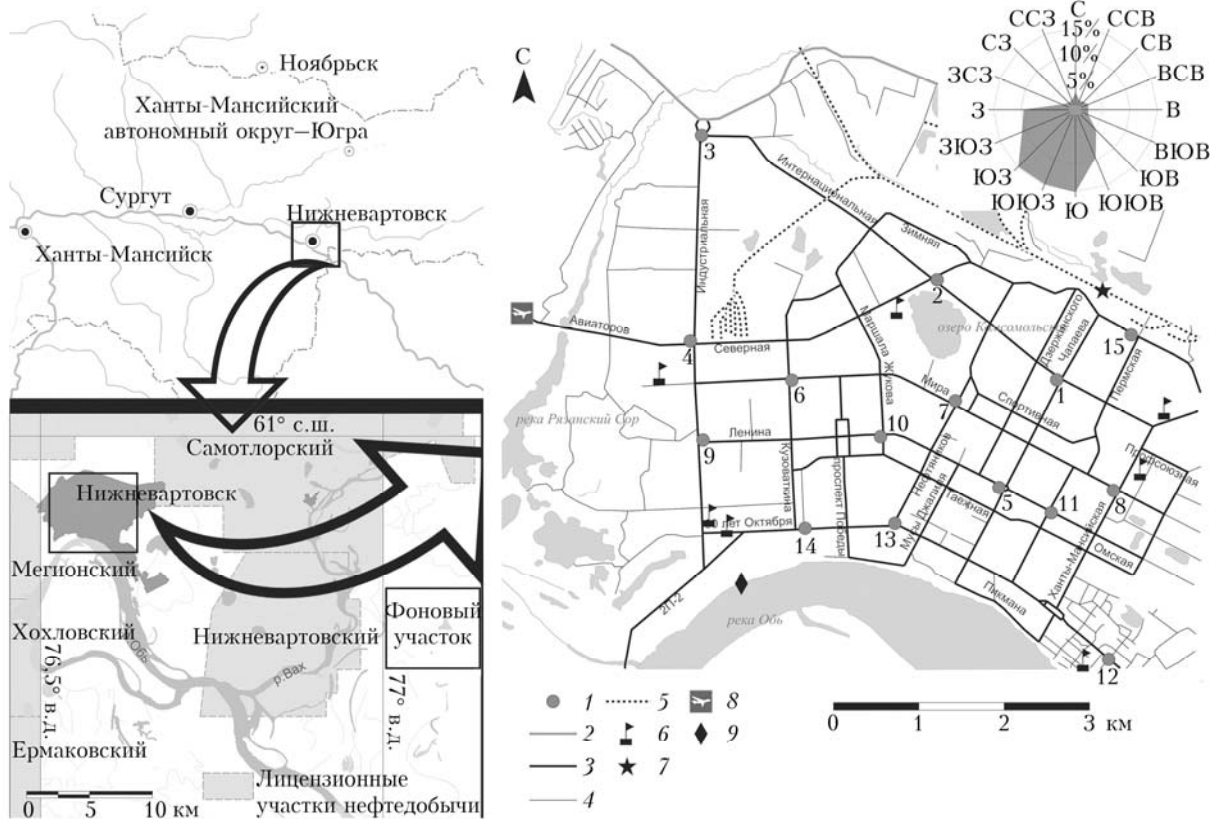 Ноябрьск
Ханты-Мансийский
автономный округ—Югра
Сургут
Нижневартовск
Ханты-Мансийск
61° с.ш.
Самотлорский
Нижневартовск
Мегионский
Фоновый
участок
Хохловский
Обь
Нижневартовский
р.Вах
76,5° в.д.
77° в.д.
Ермаковский
Лицензионные
участки нефтедобычи
0 5 10 км
С
С
ССВ
СВ
ВСВ
В
ВЮВ
ЮВ
ЮЮВ
Ю
ЮЮЗ
ЮЗ
ЗЮЗ
З
ЗСЗ
СЗ
ССЗ
15%
10%
5%
3
Интернациональная
Индустриальная
Зимняя
2
Авиаторов
4
Северная
Маршала Жукова
озеро Комсомольское
Дзержинского
Чапаева
15
Пермская
1
6
Мира
7
Спортивная
река Рязанский Сор
Ленина
9
10
Кузоваткина
проспект Победы
Нефтяников
Таежная
5
11
8
Профсоюзная
Омская
Ханты-Мансийская
лет Октября
14
13
Мусы Джалиля
Пикмана
2П-2
река Обь
12
1
2
3
4
5
6
7
8
9
0 1 2 3 км